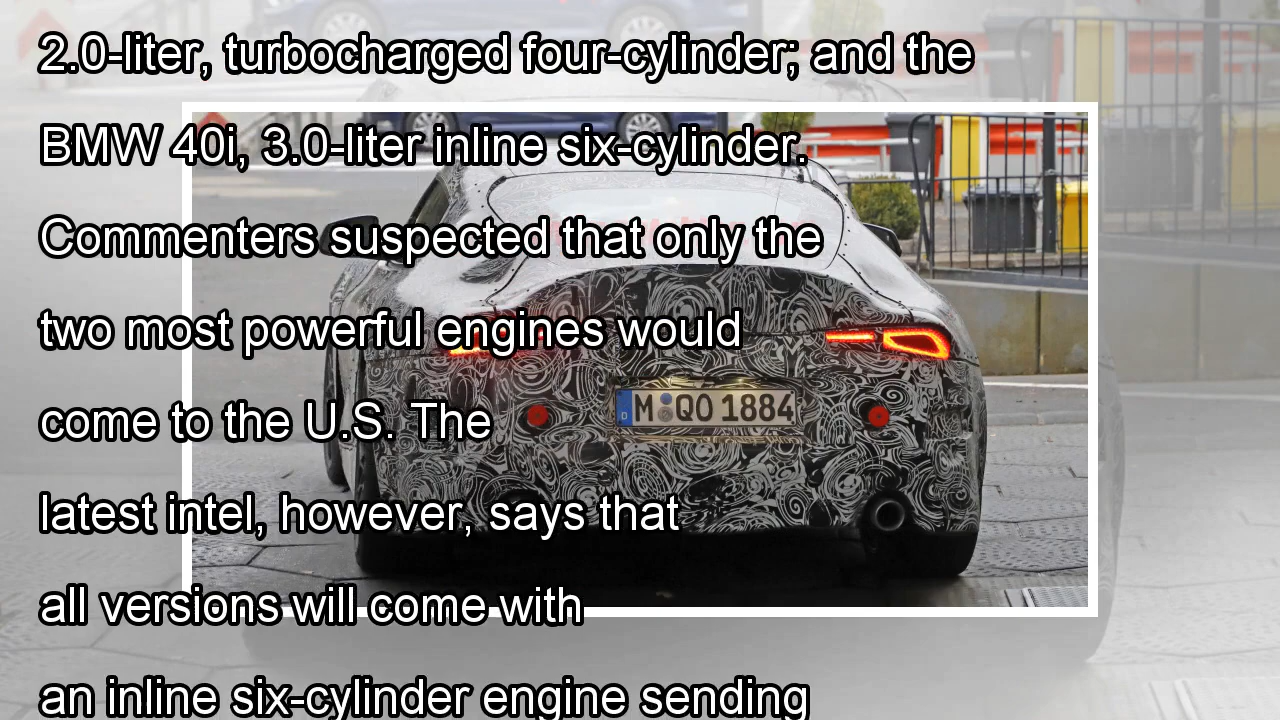 2.0-liter, turbocharged four-cylinder; and the
BMW 40i, 3.0-liter inline six-cylinder.
Commenters suspected that only the
two most powerful engines would
come to the U.S. The
latest intel, however, says that
all versions will come with
an inline six-cylinder engine sending
M QO 1884
D